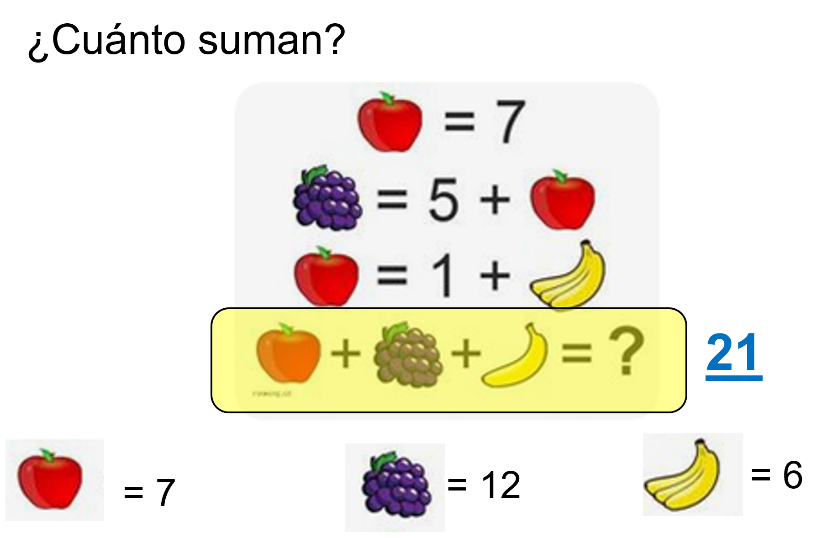 ¿Cuánto suman?
= 7
= 5 +
= 1 +
+ + = ?
21
= 7
= 12
= 6